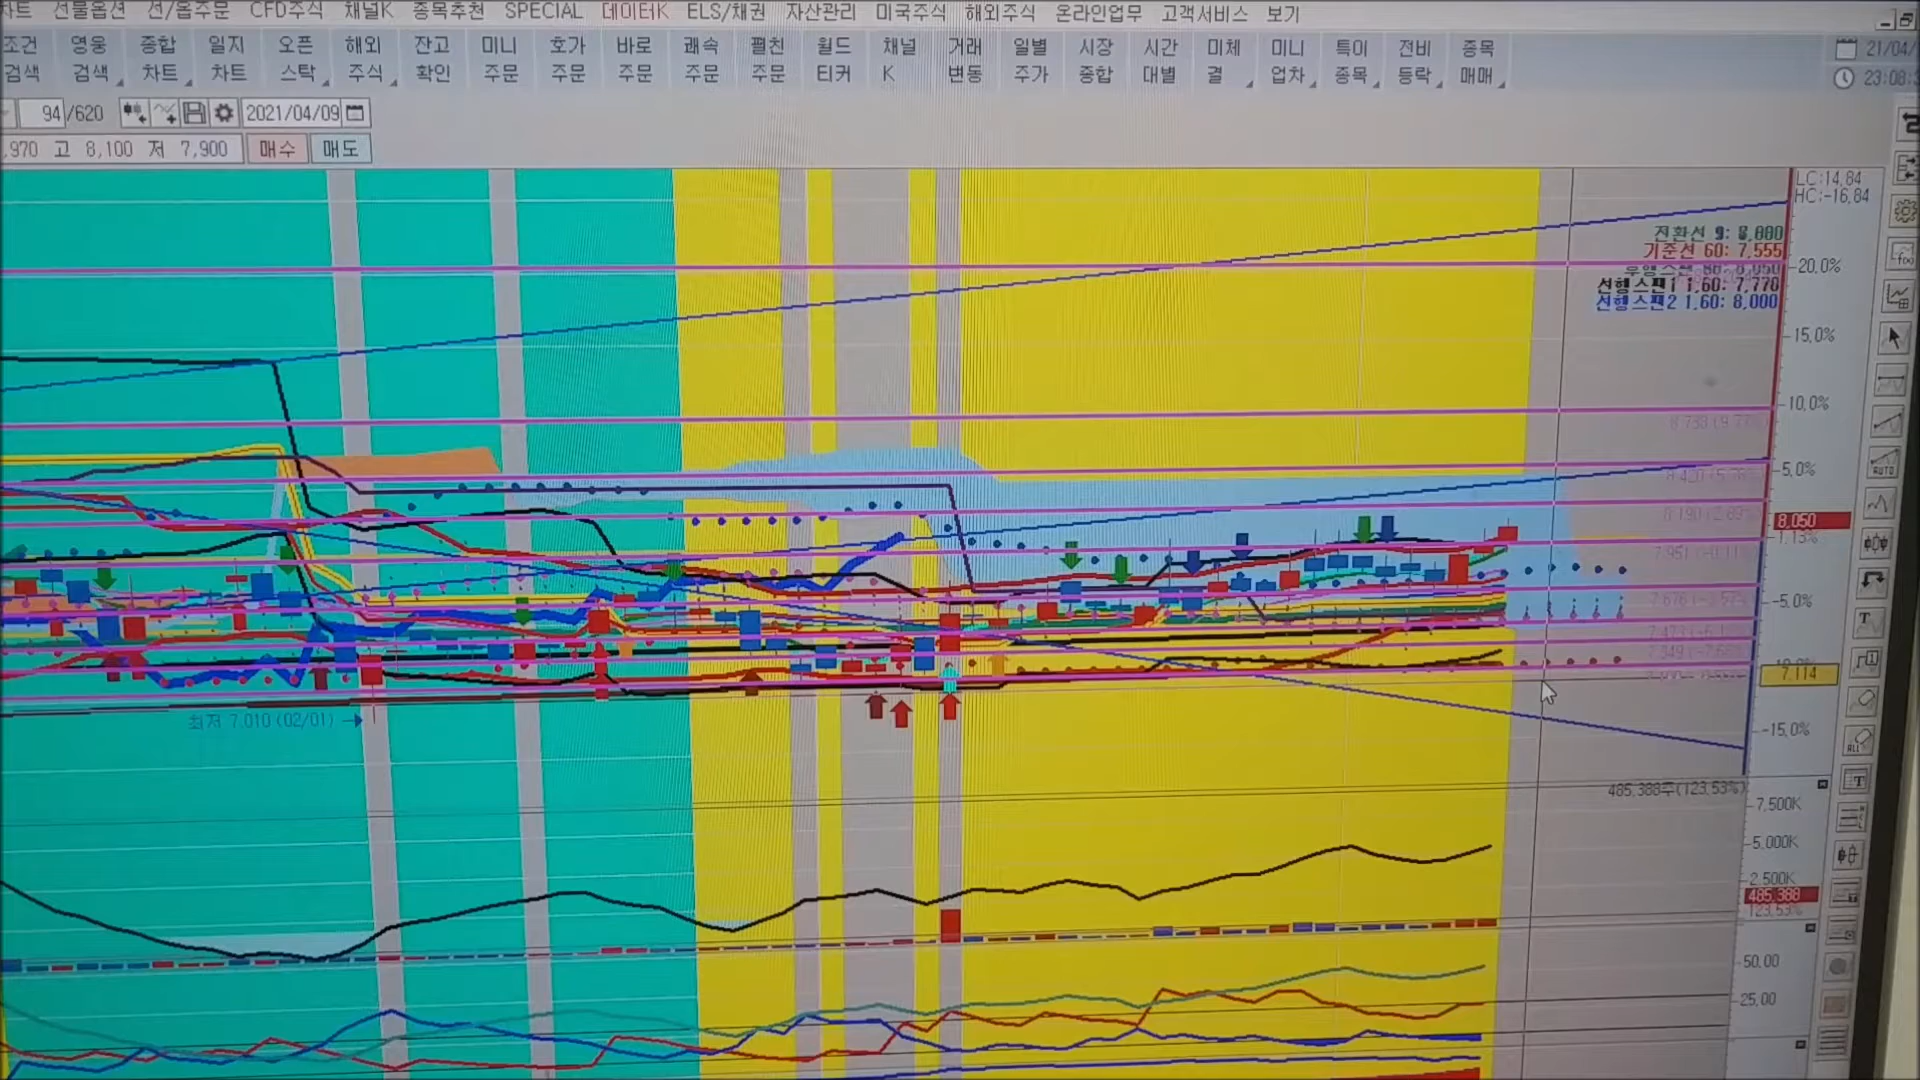 선물옵션 선/옵주문 CFD주식 채널K 종목추천 SPECIAL 데이터K ELS/채권 자산관리 미국주식 해외주식 온라인업무 고객서비스 보기
조건 영웅 종합 일지 오픈 해외 잔고 미니 호가 바로 쾌속 펼친 월드 채널 거래 일별 시장 시간 미체 미니 특이 전비 종목
검색 검색 차트 차트 스탁 주식 확인 주문 주문 주문 주문 주문 티커 K 변동 주가 종합 대별 결 업차 종목 등락 매매
21/04/
23:08:
94/620 2021/04/09
,970 고 8,100 저 7,900 매수 매도
LC:14.84
HC:-16.84
기준선 60: 7,555
선행스팬1 1,60: 7,770
선행스팬2 1,60: 8,000
20.0%
15.0%
10.0%
5.0%
8,050
1.13%
-5.0%
7,114
-15.0%
최저 7,010 (02/01)
485,388주(123.53%)
7,500K
5,000K
2,500K
485,388
123.53%
50.00
25.00